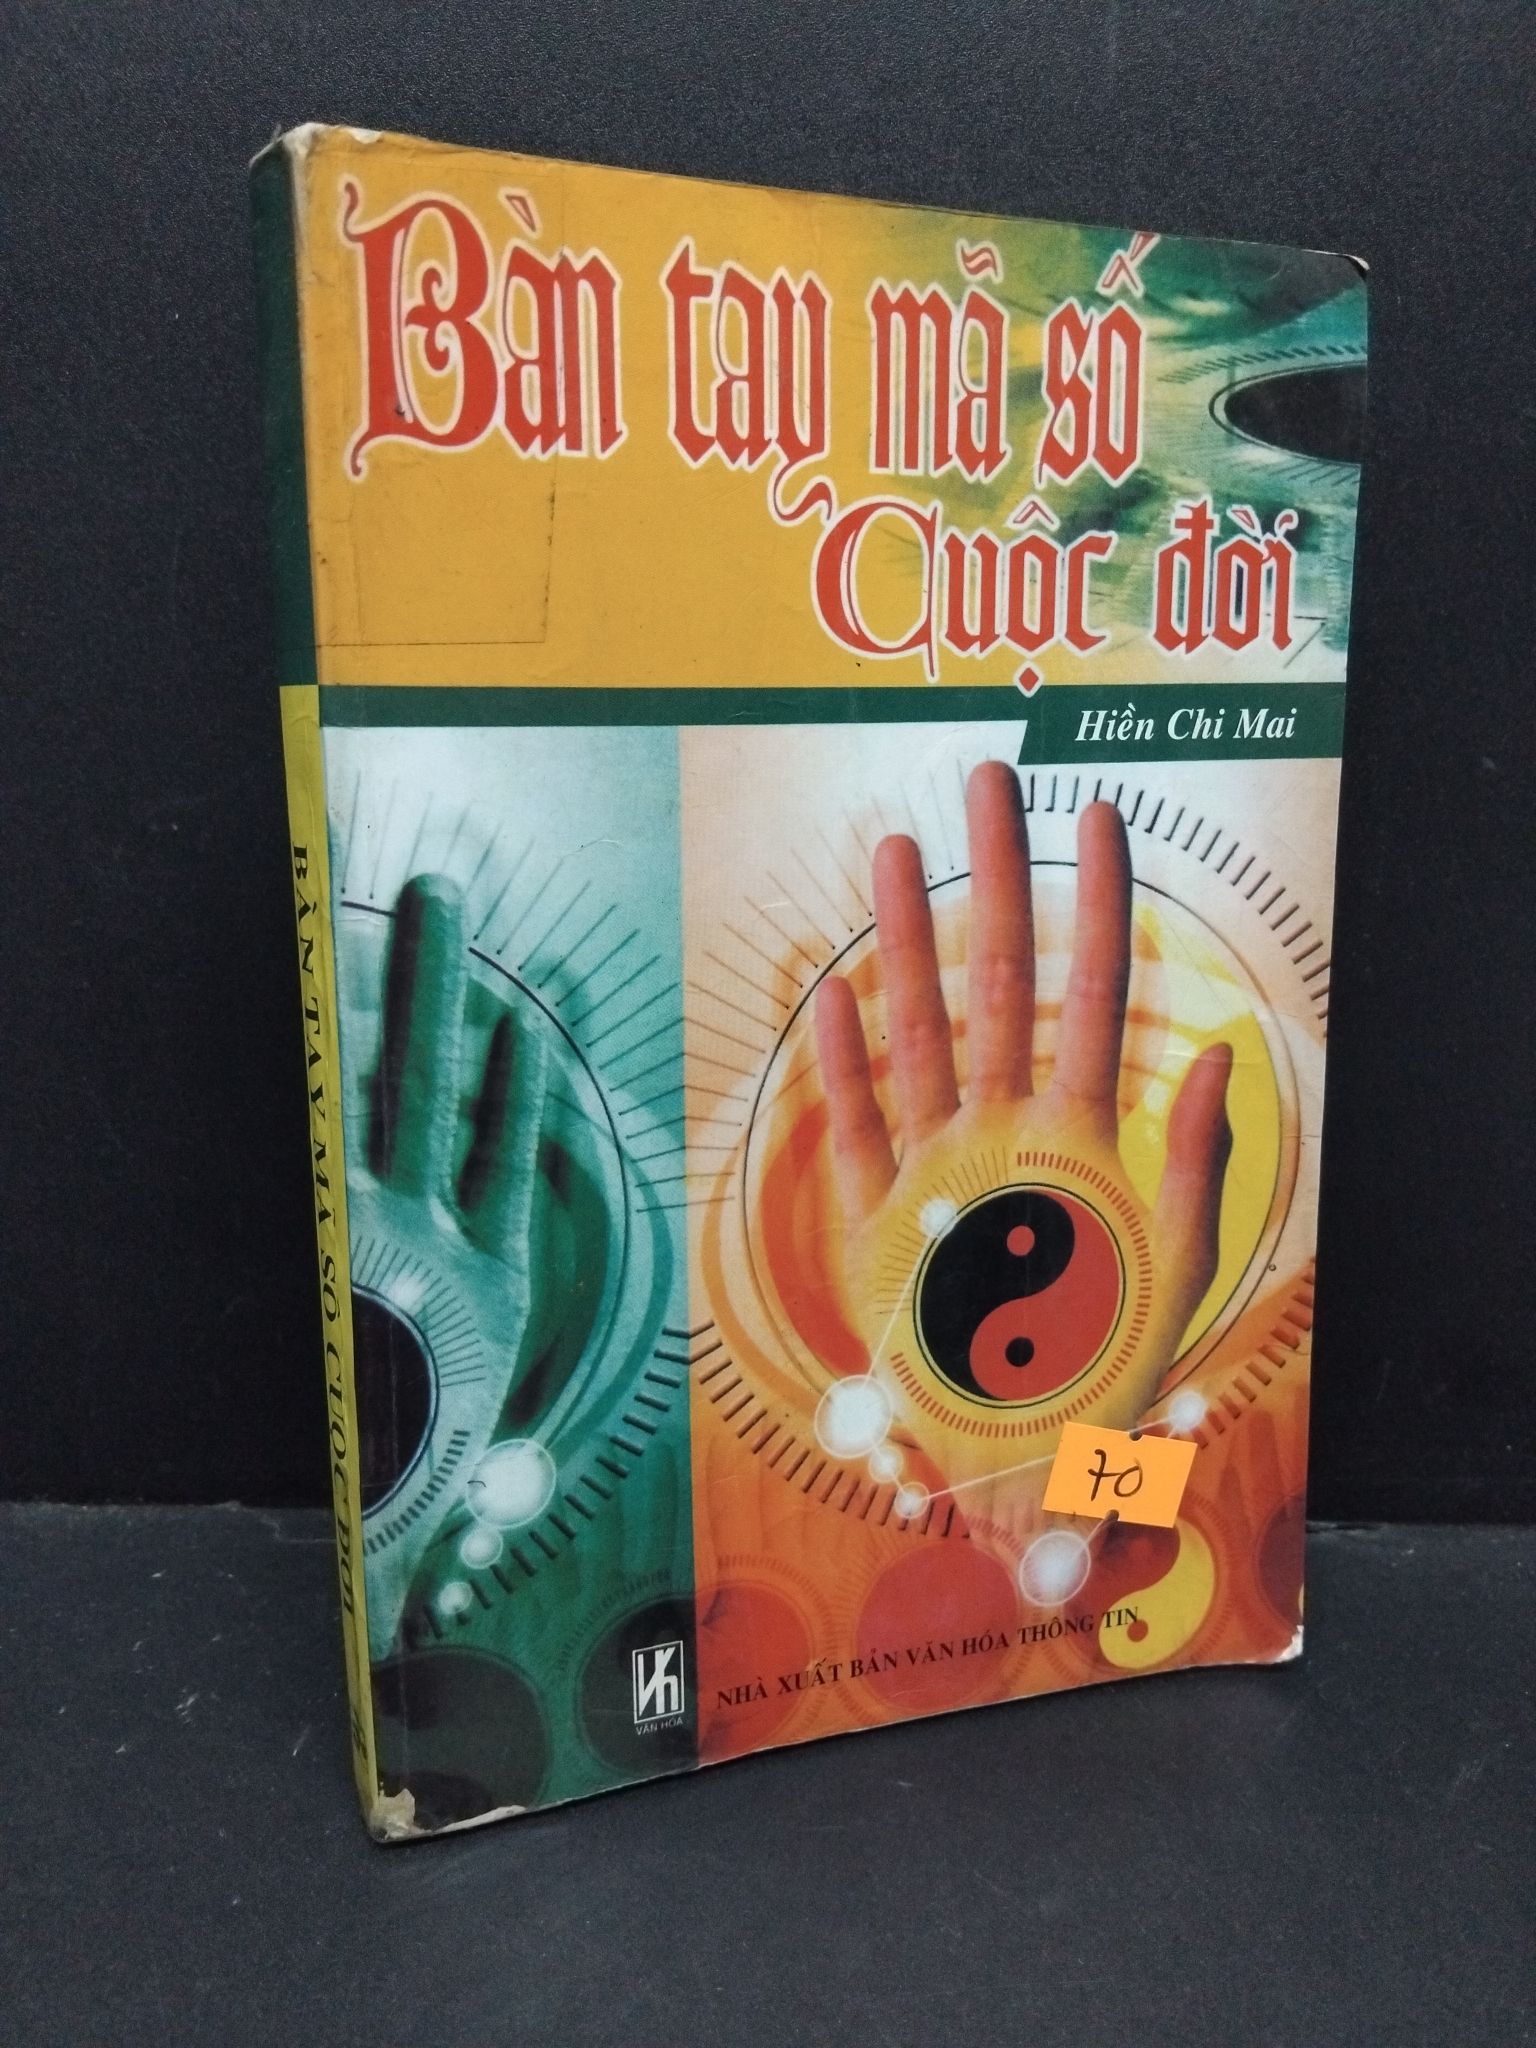 Bàn tay mã số
Cuộc đời
Hiền Chi Mai
BÀN TAY MÃ SỐ CUỘC ĐỜI
70
VĂN HÓA
NHÀ XUẤT BẢN VĂN HÓA THÔNG TIN